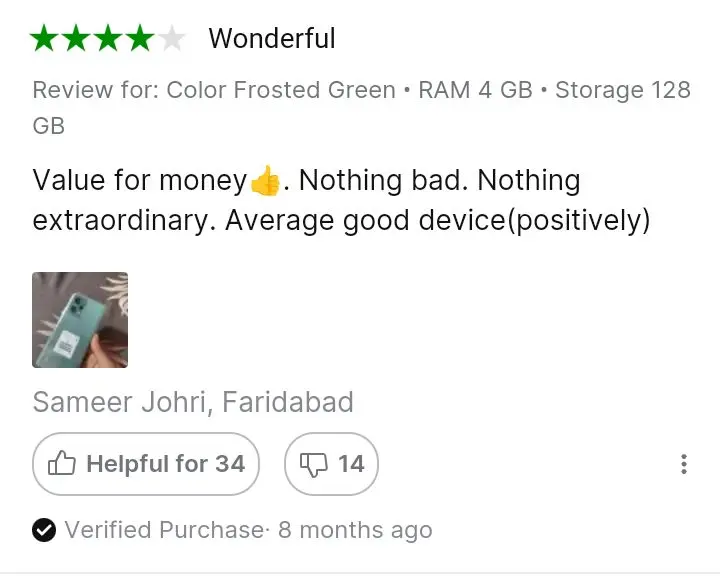 Wonderful
Review for: Color Frosted Green • RAM 4 GB • Storage 128
GB
Value for money👍. Nothing bad. Nothing
extraordinary. Average good device(positively)
Sameer Johri, Faridabad
Helpful for 34 14
Verified Purchase· 8 months ago